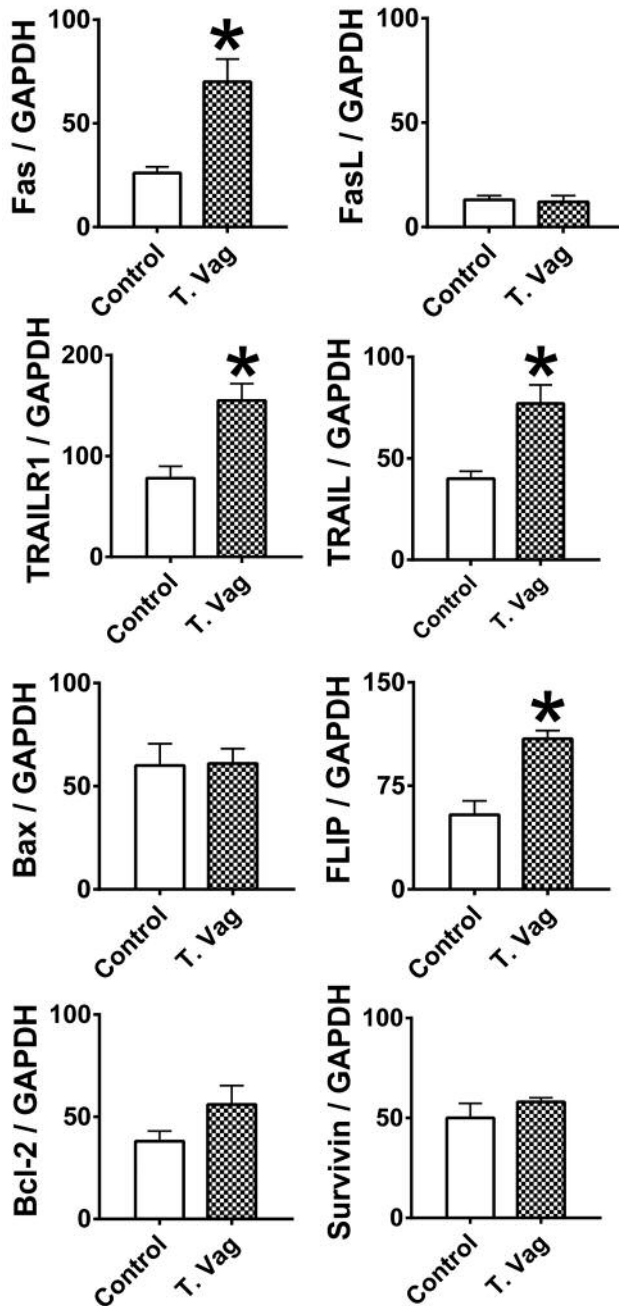 Fas / GAPDH
100
50
0
*
Control
T. Vag
FasL / GAPDH
100
50
0
Control
T. Vag
TRAILR1 / GAPDH
200
100
0
*
Control
T. Vag
TRAIL / GAPDH
100
50
0
*
Control
T. Vag
Bax / GAPDH
100
50
0
Control
T. Vag
FLIP / GAPDH
150
75
0
*
Control
T. Vag
Bcl-2 / GAPDH
100
50
0
Control
T. Vag
Survivin / GAPDH
100
50
0
Control
T. Vag